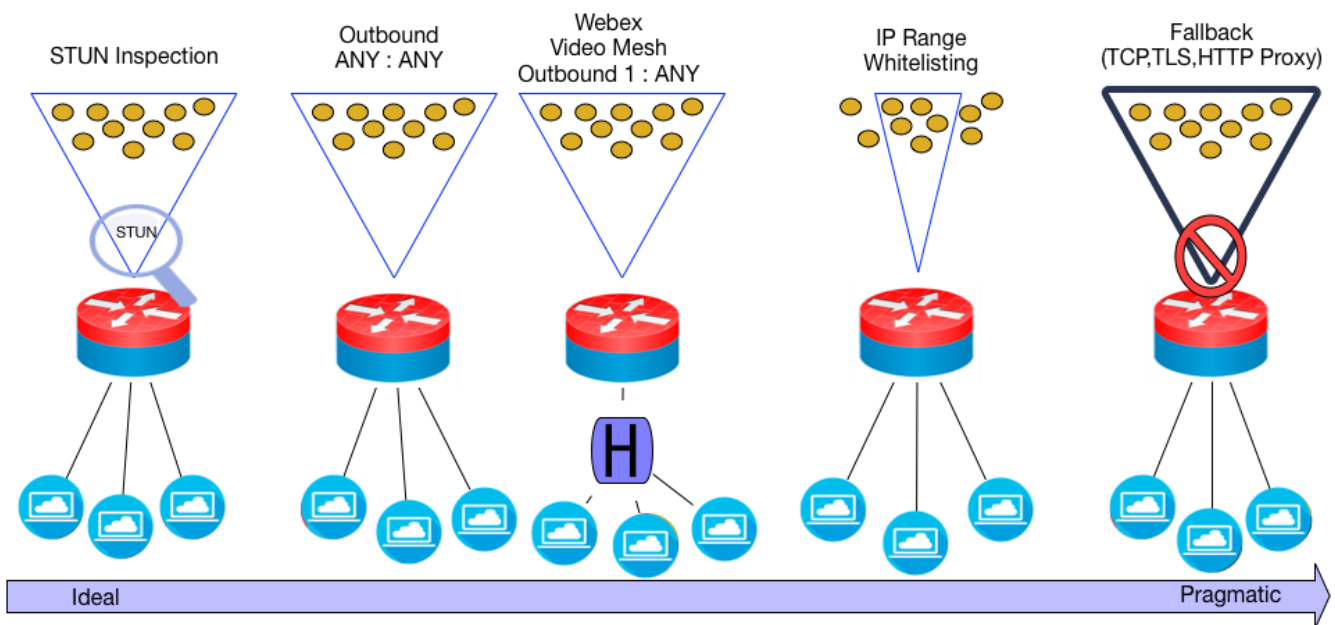 STUN Inspection
Outbound
ANY : ANY
Webex
Video Mesh
Outbound 1 : ANY
IP Range
Whitelisting
Fallback
(TCP,TLS,HTTP Proxy)
STUN
H
Ideal
Pragmatic